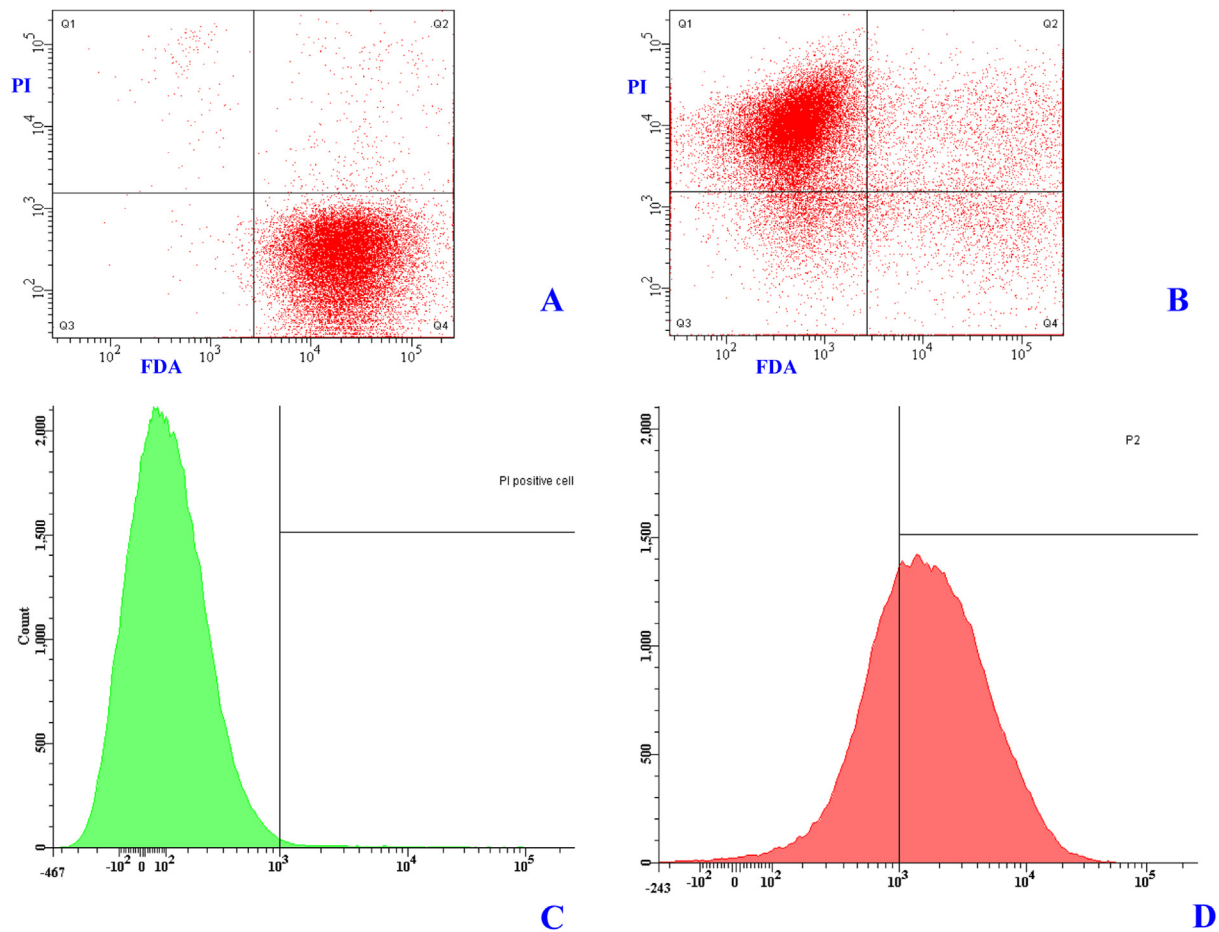 Q1
Q2
10^5
PI
10^4
10^3
10^2
Q3
Q4
10^2
10^3
10^4
10^5
FDA
A
Q1
Q2
10^5
PI
10^4
10^3
10^2
Q3
Q4
10^2
10^3
10^4
10^5
FDA
B
2,000
1,500
1,000
500
0
Count
PI positive cell
-467
-10^2
0
10^2
10^3
10^4
10^5
C
2,000
1,500
1,000
500
0
P2
-243
-10^2
0
10^2
10^3
10^4
10^5
D